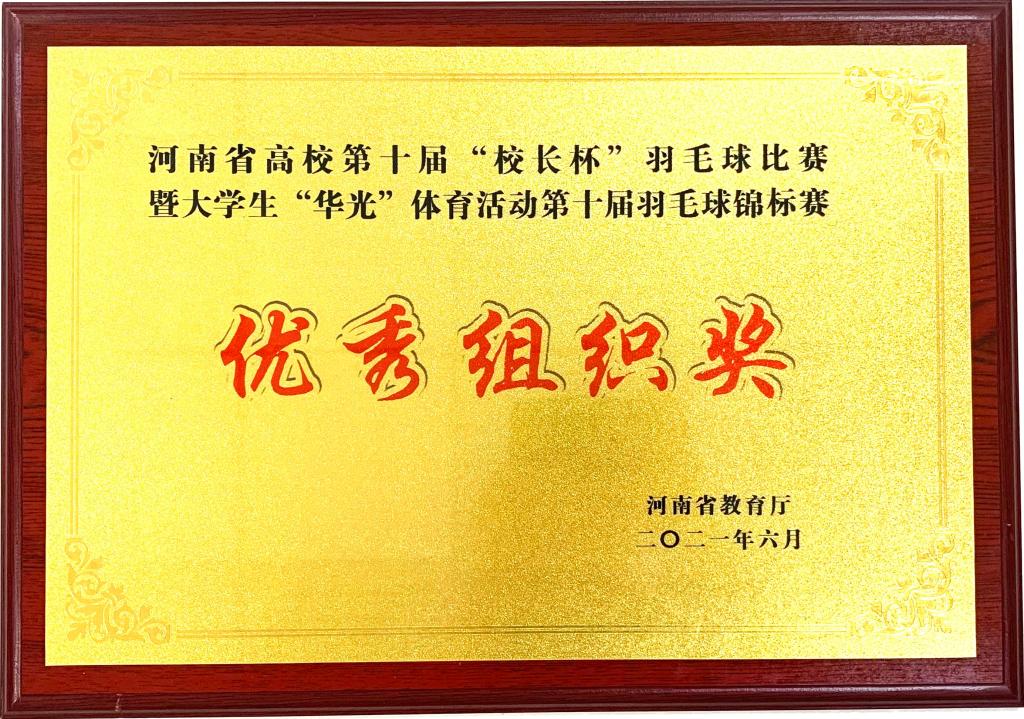 河南省高校第十届“校长杯”羽毛球比赛
暨大学生“华光”体育活动第十届羽毛球锦标赛
优秀组织奖
河南省教育厅
二〇二一年六月